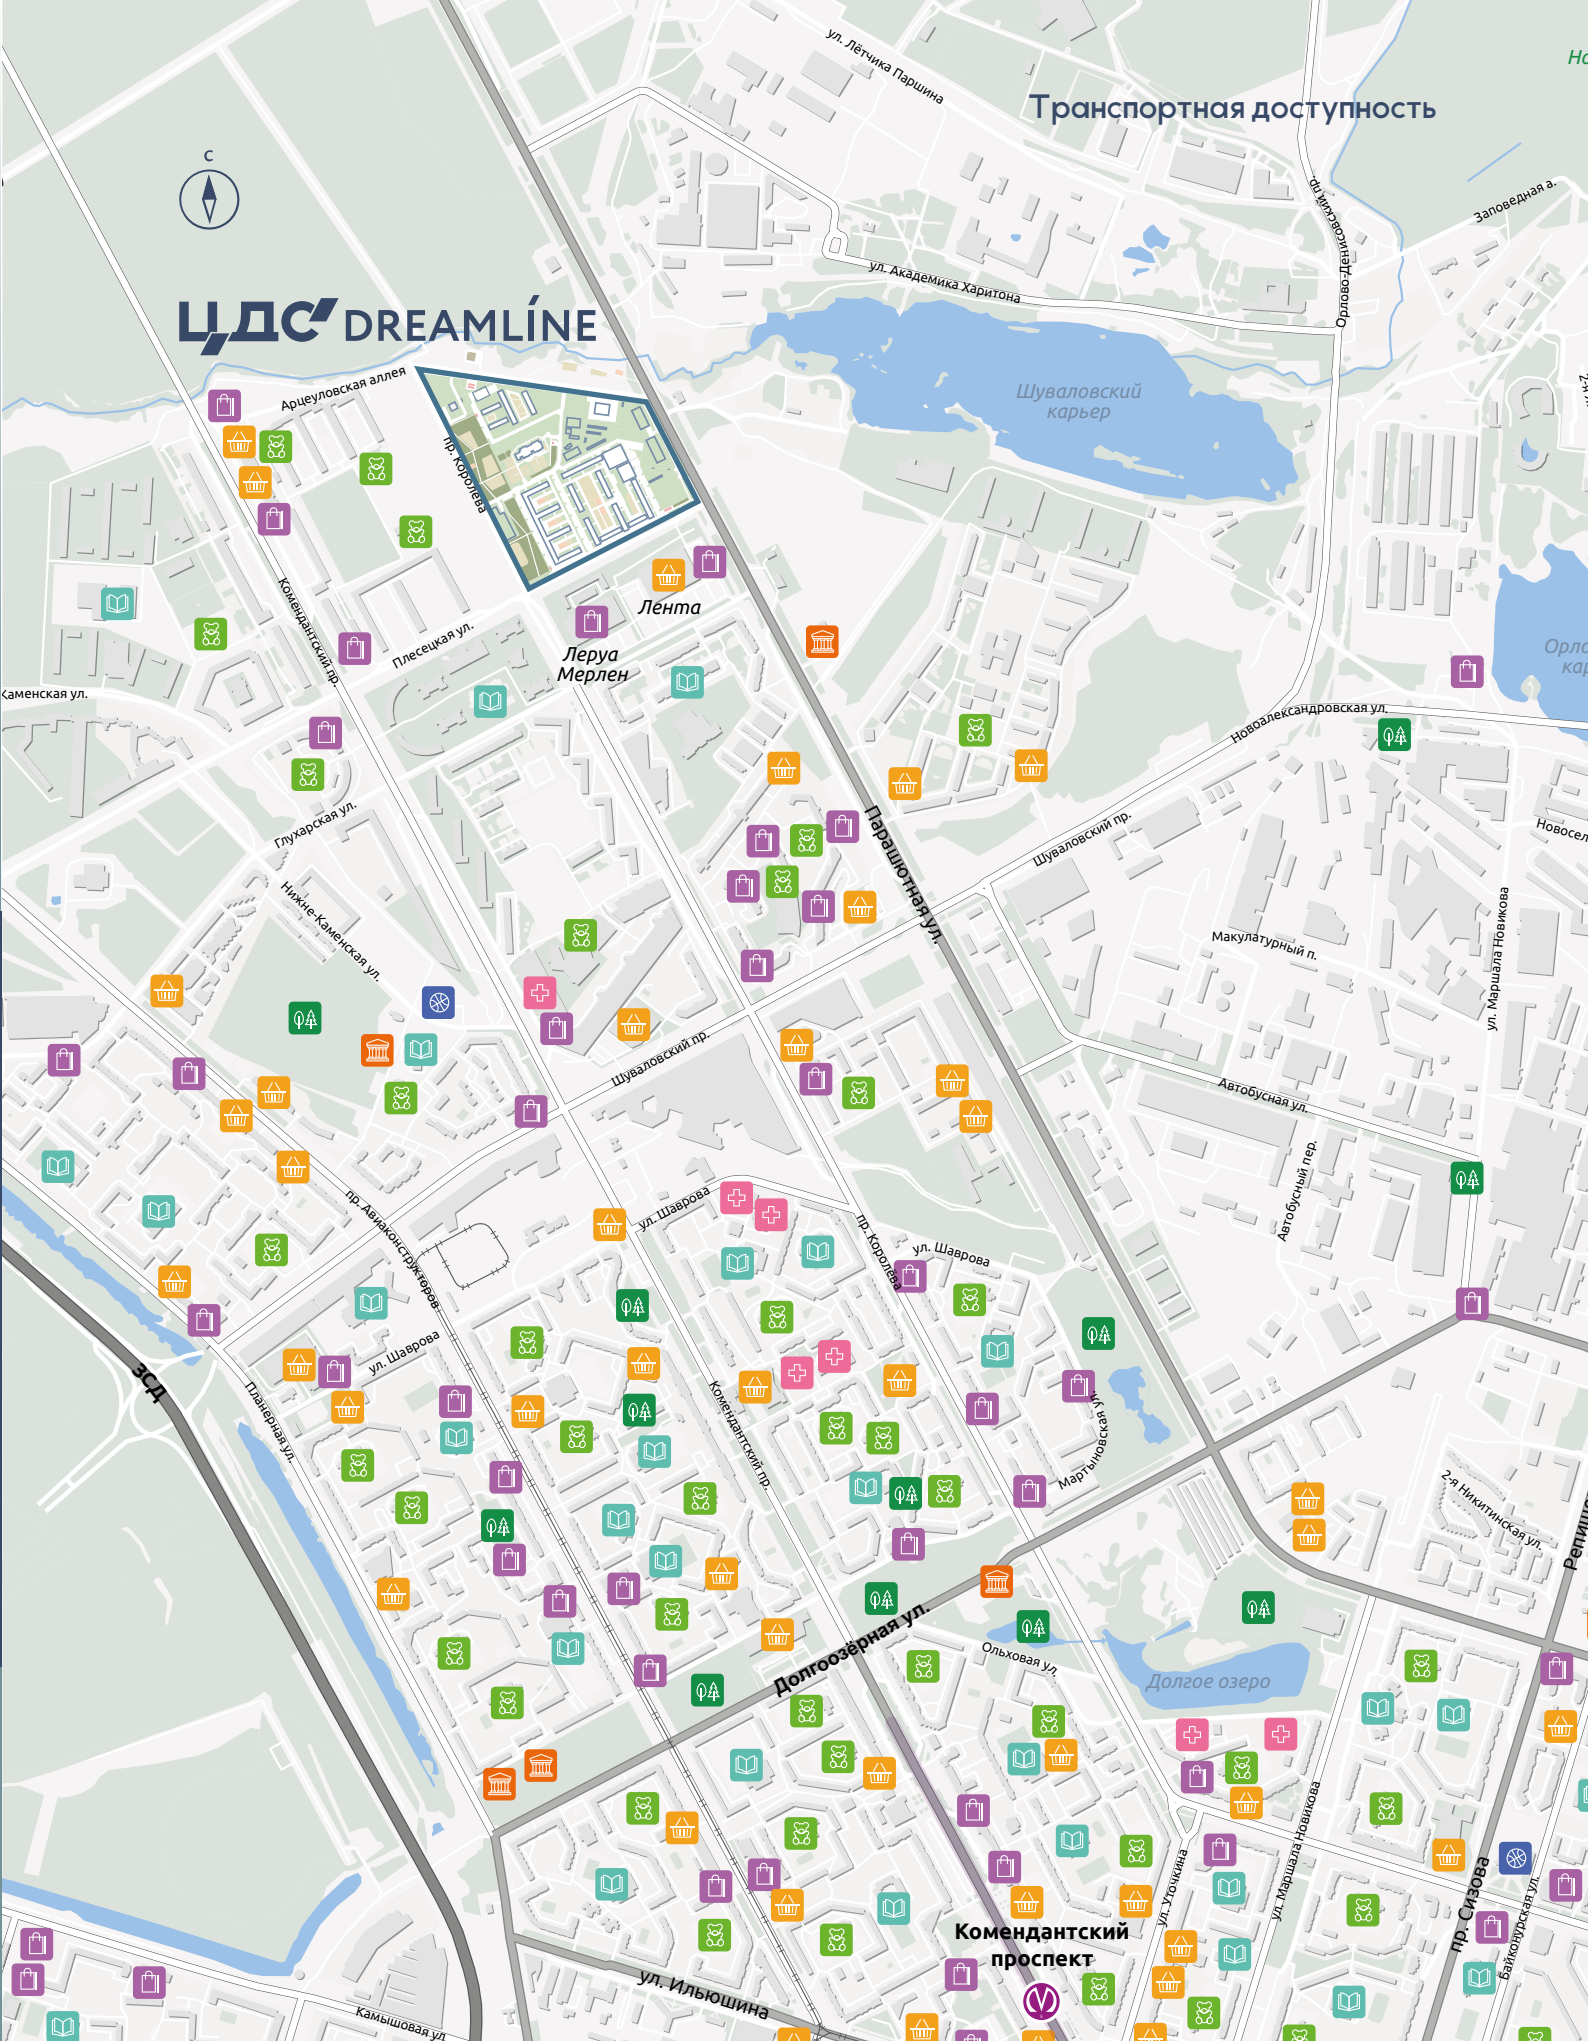 ул. Лётчика Паршина
Транспортная доступность
С
Заповедная а.
Орлово-Денисовский пр.
ул. Академика Харитона
ЦДС DREAMLÍNE
Арцеуловская аллея
Шуваловский
карьер
пр. Королёва
Лента
Комендантский пр.
Плесецкая ул.
Леруа
Мерлен
Каменская ул.
Новоалександровская ул.
Глухарская ул.
Парашютная ул.
Шуваловский пр.
Нижне-Каменская ул.
Макулатурный п.
ул. Маршала Новикова
Шуваловский пр.
Автобусная ул.
Автобусный пер.
пр. Авиаконструкторов
ул. Шаврова
пр. Королёва
ул. Шаврова
ул. Шаврова
ЗСД
Планерная ул.
Комендантский пр.
Мартыновская ул.
2-я Никитинская ул.
Долгоозёрная ул.
Ольховая ул.
Долгое озеро
ул. Маршала Новикова
ул. Уточкина
пр. Сизова
Байконурская ул.
Комендантский
проспект
ул. Ильюшина
Камышовая ул.